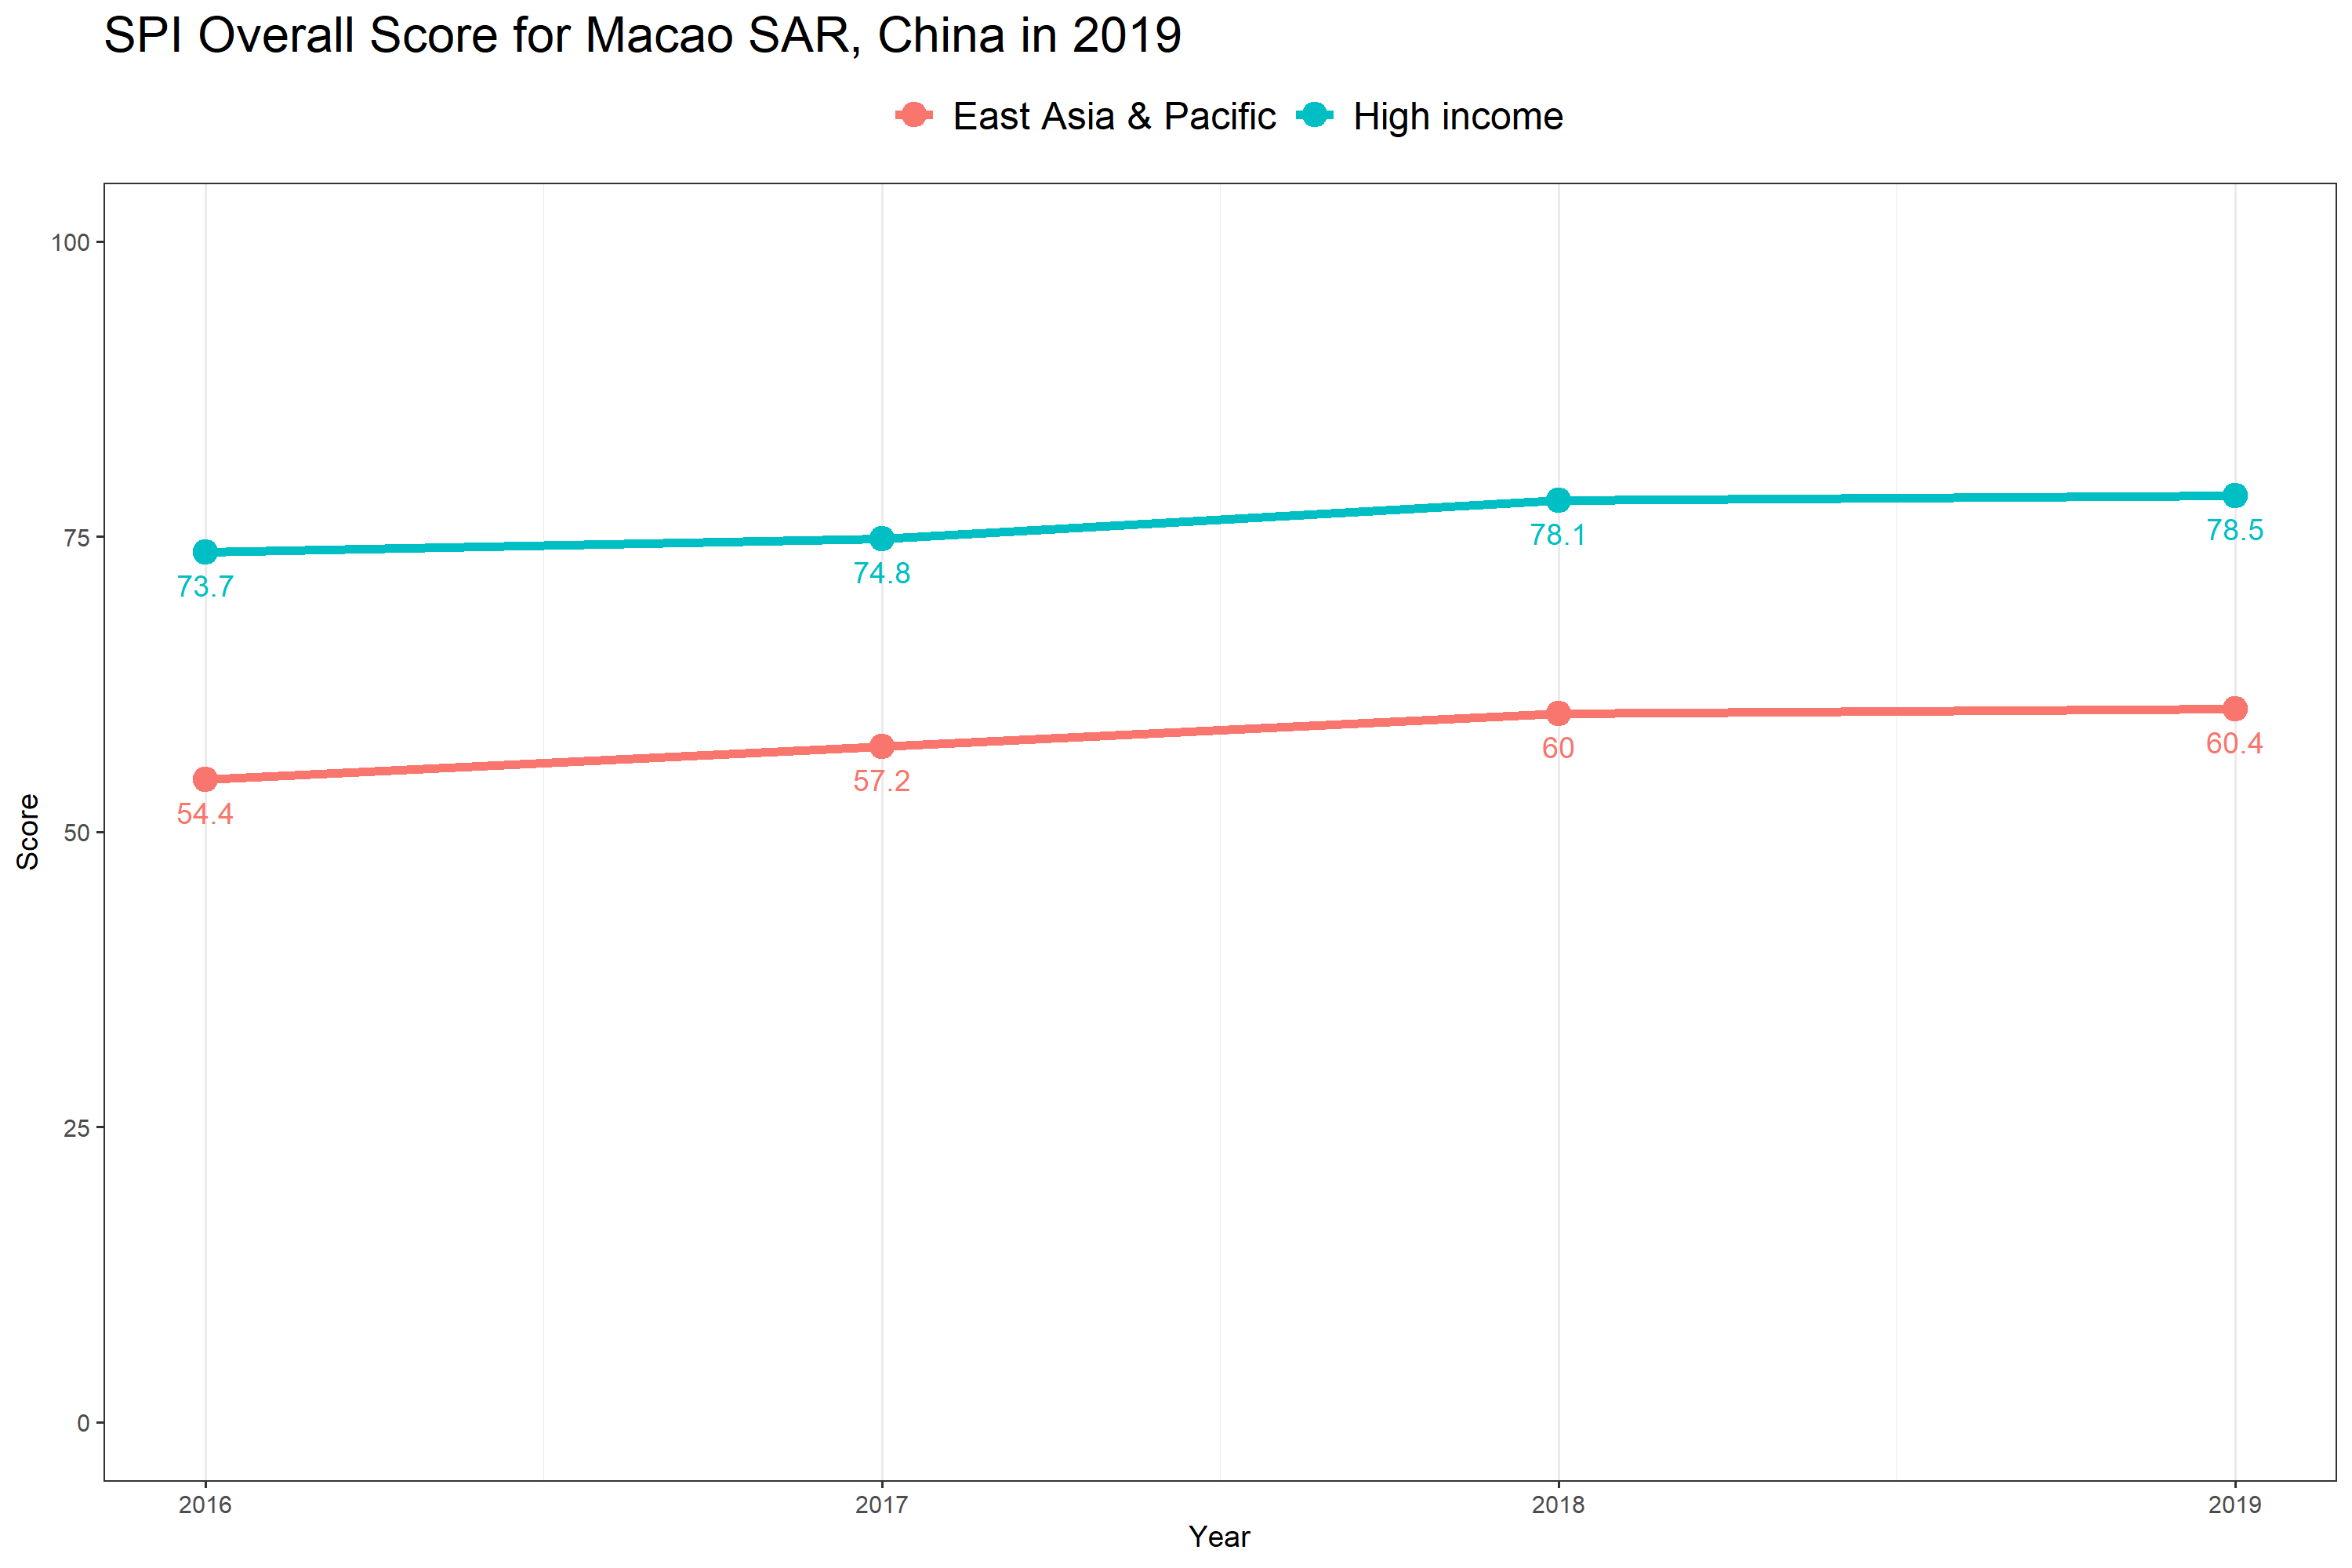 SPI Overall Score for Macao SAR, China in 2019
East Asia & Pacific High income
100
75
50
25
0
Score
73.7 74.8 78.1 78.5
54.4 57.2 60 60.4
2016 2017 2018 2019
Year